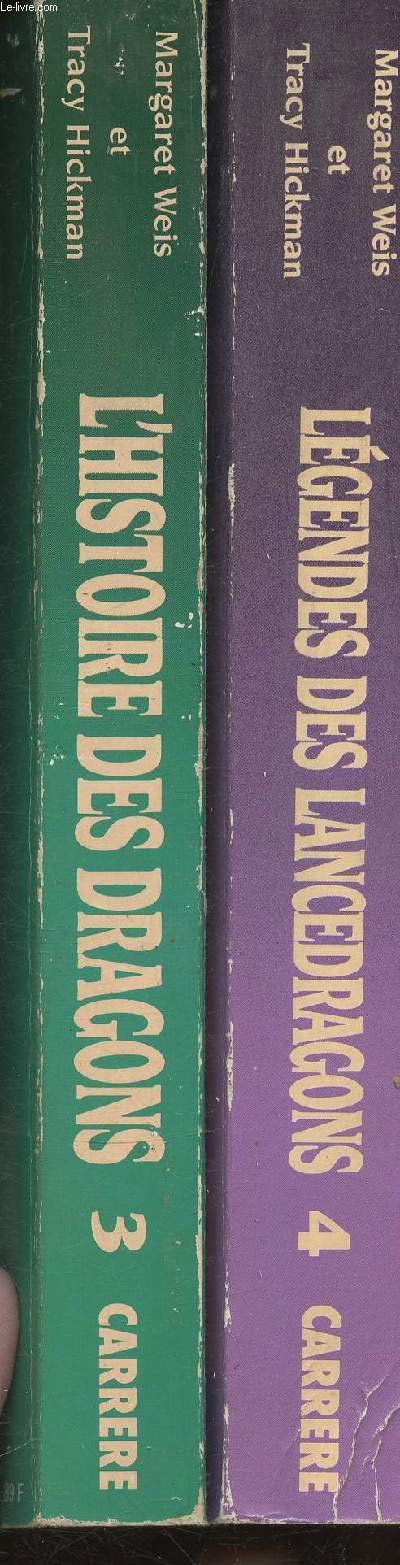 Le-livre.com
Margaret Weis
et
Tracy Hickman
L'HISTOIRE DES DRAGONS 3 CARRERE
Margaret Weis
et
Tracy Hickman
LÉGENDES DES LANCEDRAGONS 4 CARRERE
89 F